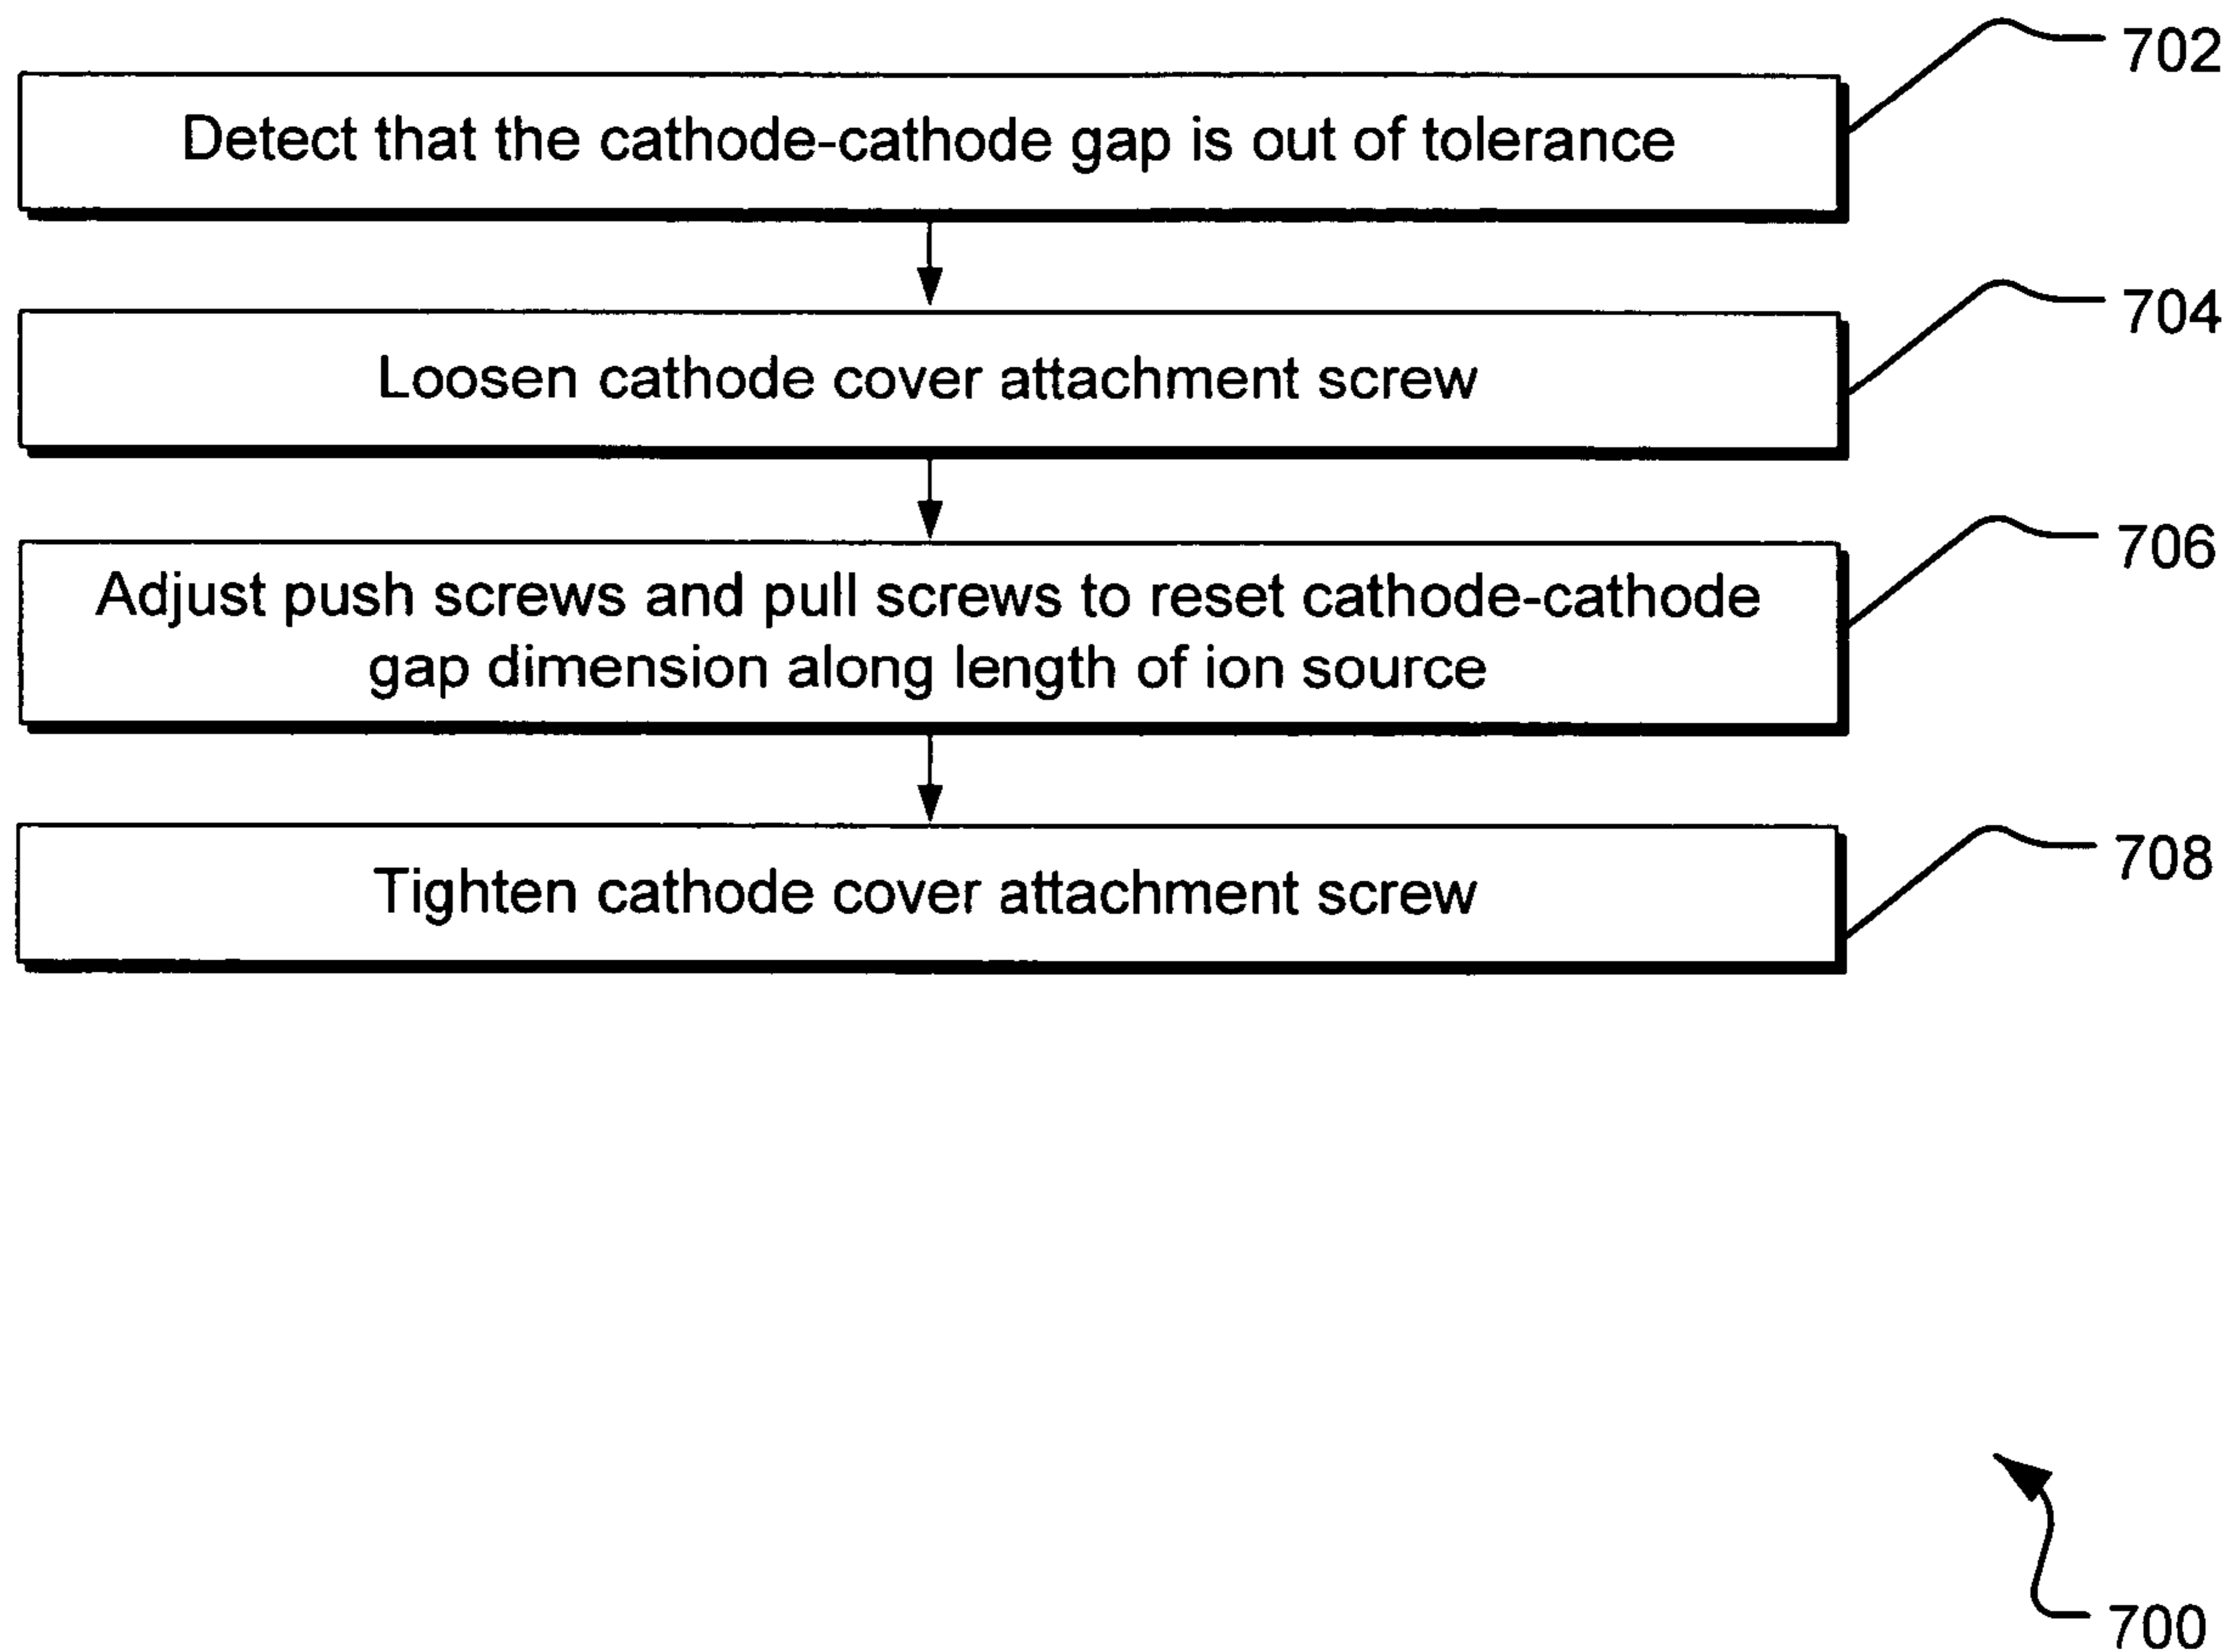 702
Detect that the cathode-cathode gap is out of tolerance
704
Loosen cathode cover attachment screw
706
Adjust push screws and pull screws to reset cathode-cathode
gap dimension along length of ion source
708
Tighten cathode cover attachment screw
700